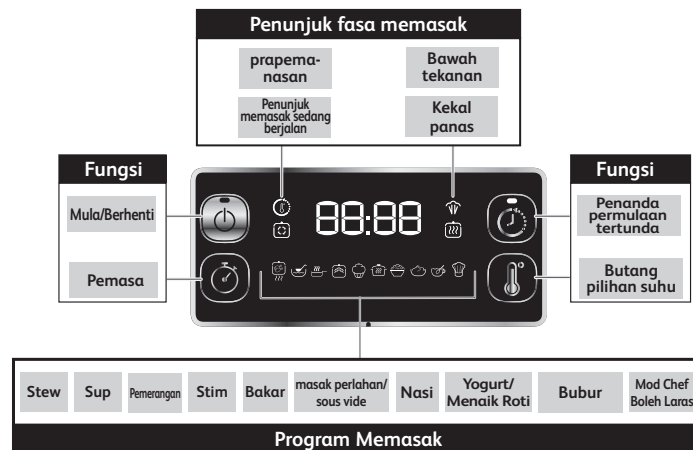 Penunjuk fasa memasak
prapema-
nasan
Bawah
tekanan
Penunjuk
memasak sedang
berjalan
Kekal
panas
Fungsi
Mula/Berhenti
Pemasa
88:88
Fungsi
Penanda
permulaan
tertunda
Butang
pilihan suhu
Stew
Sup
Pemerangan
Stim
Bakar
masak perlahan/
sous vide
Nasi
Yogurt/
Menaik Roti
Bubur
Mod Chef
Boleh Laras
Program Memasak